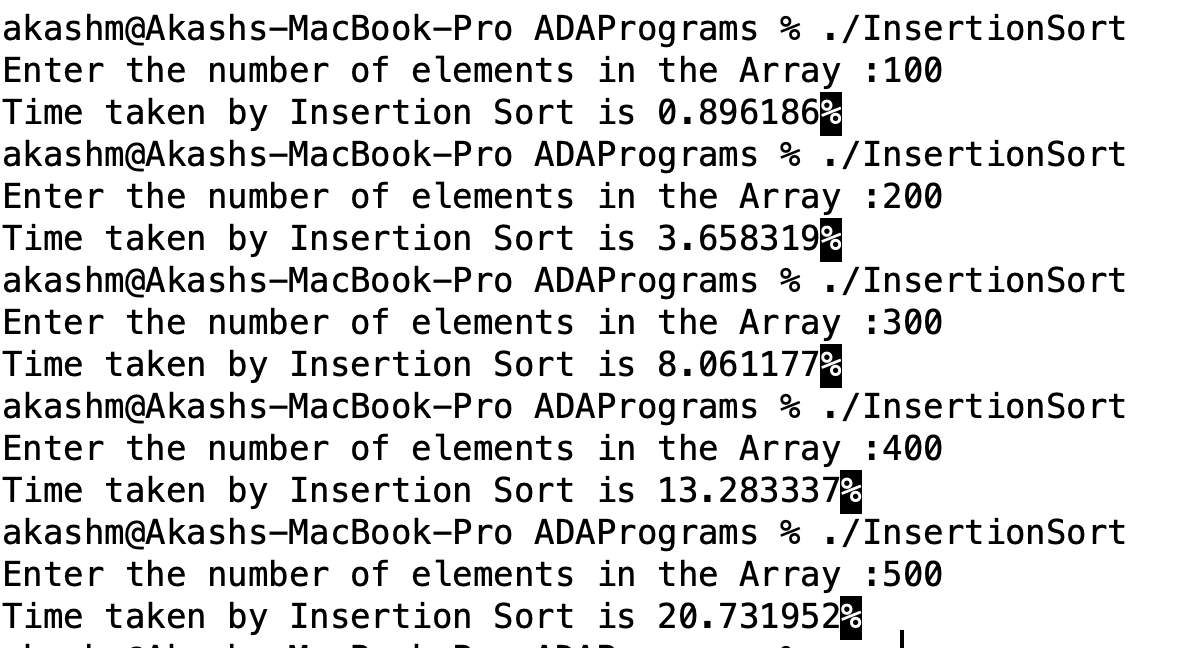 akashm@Akashs-MacBook-Pro ADAPrograms % ./InsertionSort
Enter the number of elements in the Array :100
Time taken by Insertion Sort is 0.896186%
akashm@Akashs-MacBook-Pro ADAPrograms % ./InsertionSort
Enter the number of elements in the Array :200
Time taken by Insertion Sort is 3.658319%
akashm@Akashs-MacBook-Pro ADAPrograms % ./InsertionSort
Enter the number of elements in the Array :300
Time taken by Insertion Sort is 8.061177%
akashm@Akashs-MacBook-Pro ADAPrograms % ./InsertionSort
Enter the number of elements in the Array :400
Time taken by Insertion Sort is 13.283337%
akashm@Akashs-MacBook-Pro ADAPrograms % ./InsertionSort
Enter the number of elements in the Array :500
Time taken by Insertion Sort is 20.731952%